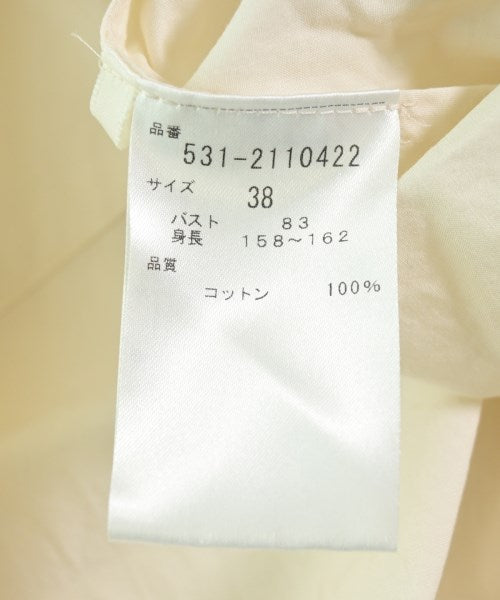 品番
531-2110422
サイズ
38
バスト 83
身長 158～162
品質
コットン 100%